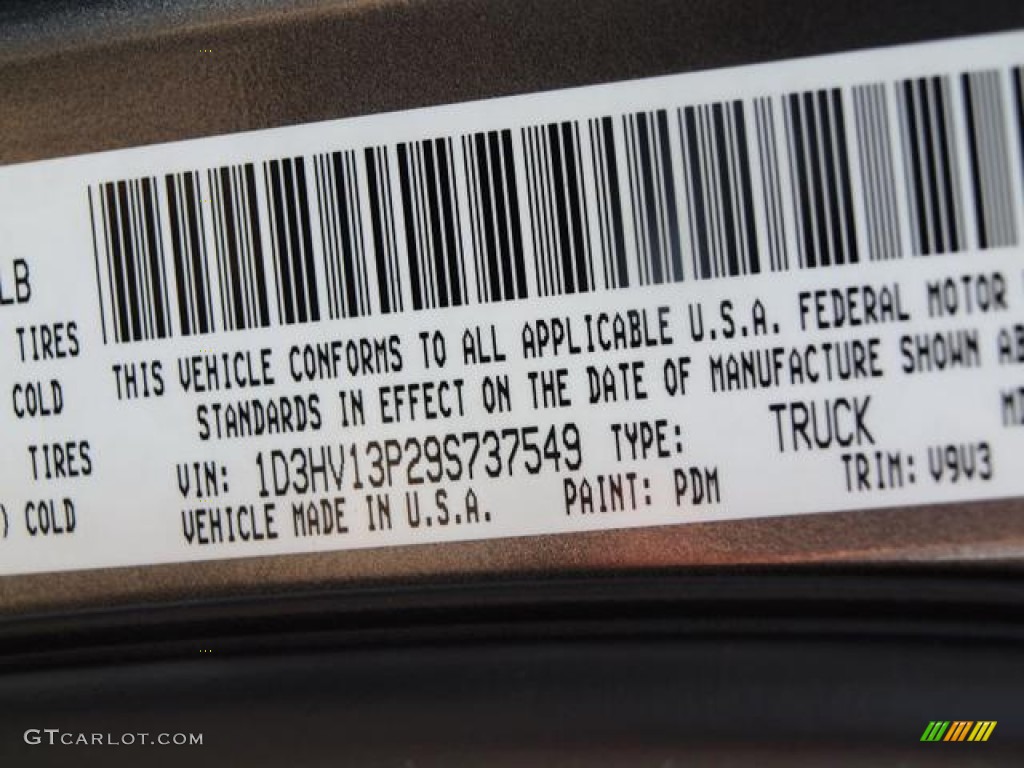 LB
TIRES
COLD
TIRES
) COLD
THIS VEHICLE CONFORMS TO ALL APPLICABLE U.S.A. FEDERAL MOTOR
STANDARDS IN EFFECT ON THE DATE OF MANUFACTURE SHOWN AB
VIN: 1D3HV13P29S737549 TYPE: TRUCK
VEHICLE MADE IN U.S.A. PAINT: PDM TRIM: V9V3
GTCARLOT.COM